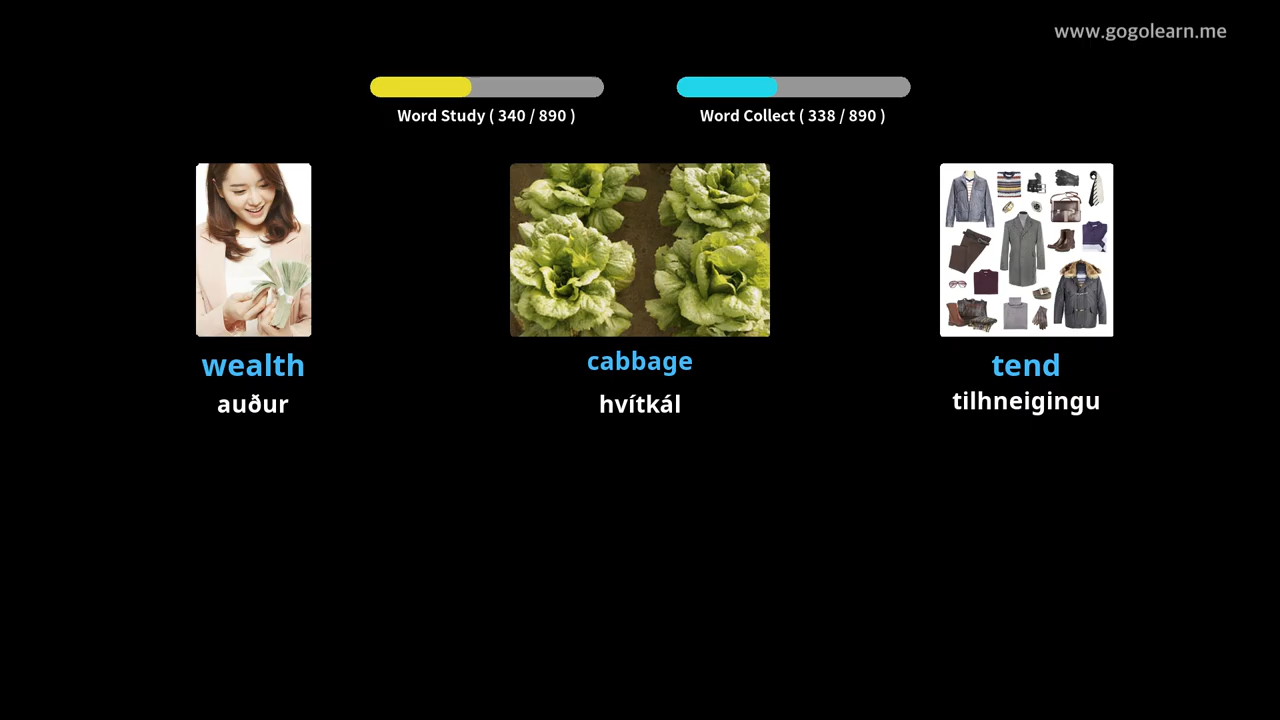 www.gogolearn.me
Word Study ( 340 / 890 )
Word Collect ( 338 / 890 )
wealth
auður
cabbage
hvítkál
tend
tilhneigingu